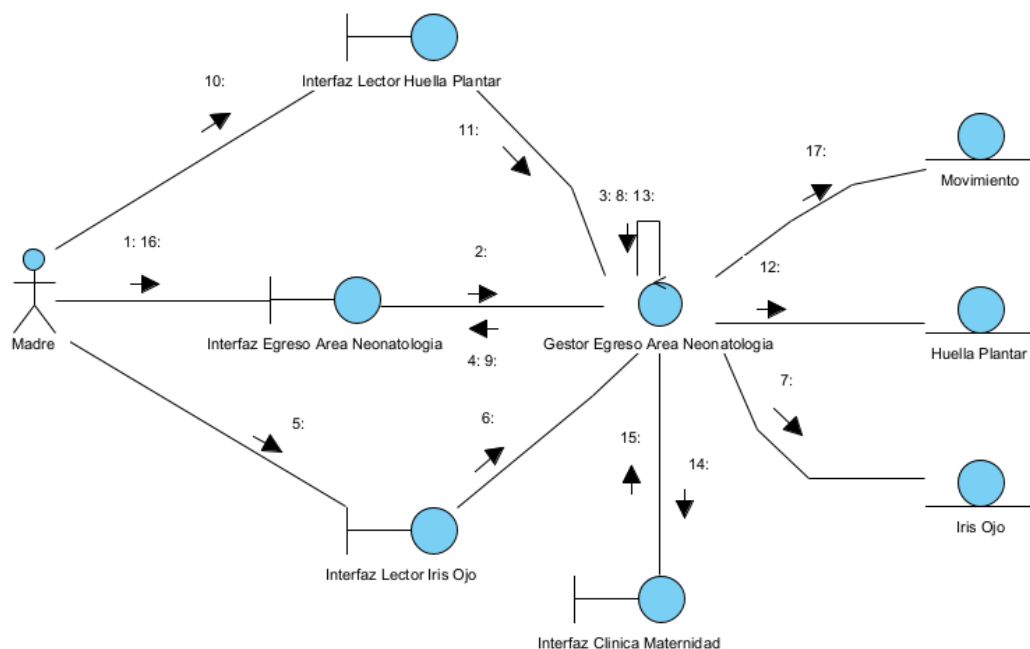 10:
Interfaz Lector Huella Plantar
11:
17:
Movimiento
3: 8: 13:
1: 16:
2:
12:
Madre
Interfaz Egreso Area Neonatologia
Gestor Egreso Area Neonatologia
Huella Plantar
4: 9:
7:
5:
6:
15:
14:
Iris Ojo
Interfaz Lector Iris Ojo
Interfaz Clinica Maternidad